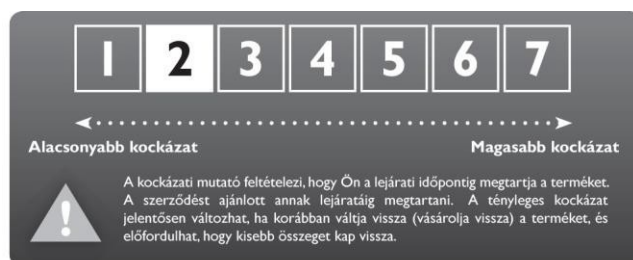 1 2 3 4 5 6 7
Alacsonyabb kockázat Magasabb kockázat
A kockázati mutató feltételezi, hogy Ön a lejárati időpontig megtartja a terméket.
A szerződést ajánlott annak lejáratáig megtartani. A tényleges kockázat
jelentősen változhat, ha korábban váltja vissza (vásárolja vissza) a terméket, és
előfordulhat, hogy kisebb összeget kap vissza.